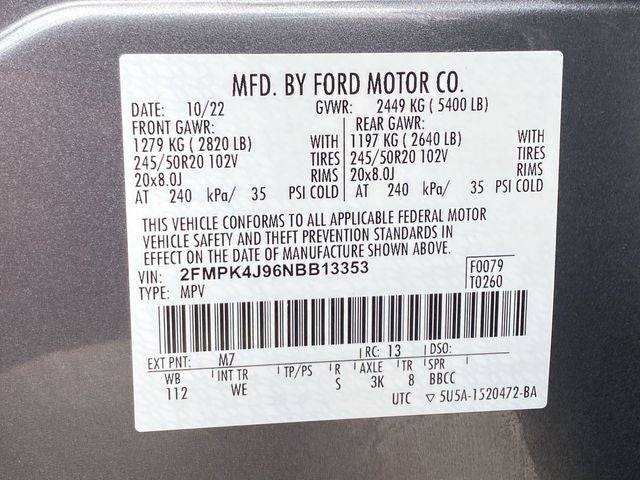 MFD. BY FORD MOTOR CO.
DATE: 10/22 GVWR: 2449 KG ( 5400 LB)
FRONT GAWR: REAR GAWR:
1279 KG ( 2820 LB) WITH 1197 KG ( 2640 LB) WITH
245/50R20 102V TIRES 245/50R20 102V TIRES
20x8.0J RIMS 20x8.0J RIMS
AT 240 kPa/ 35 PSI COLD AT 240 kPa/ 35 PSI COLD
THIS VEHICLE CONFORMS TO ALL APPLICABLE FEDERAL MOTOR
VEHICLE SAFETY AND THEFT PREVENTION STANDARDS IN
EFFECT ON THE DATE OF MANUFACTURE SHOWN ABOVE.
VIN: 2FMPK4J96NBB13353 F0079
TYPE: MPV T0260
EXT PNT: M7 RC: 13 DSO:
WB INT TR TP/PS R AXLE TR SPR
112 WE S 3K 8 BBCC
UTC ▽ 5U5A-1520472-BA